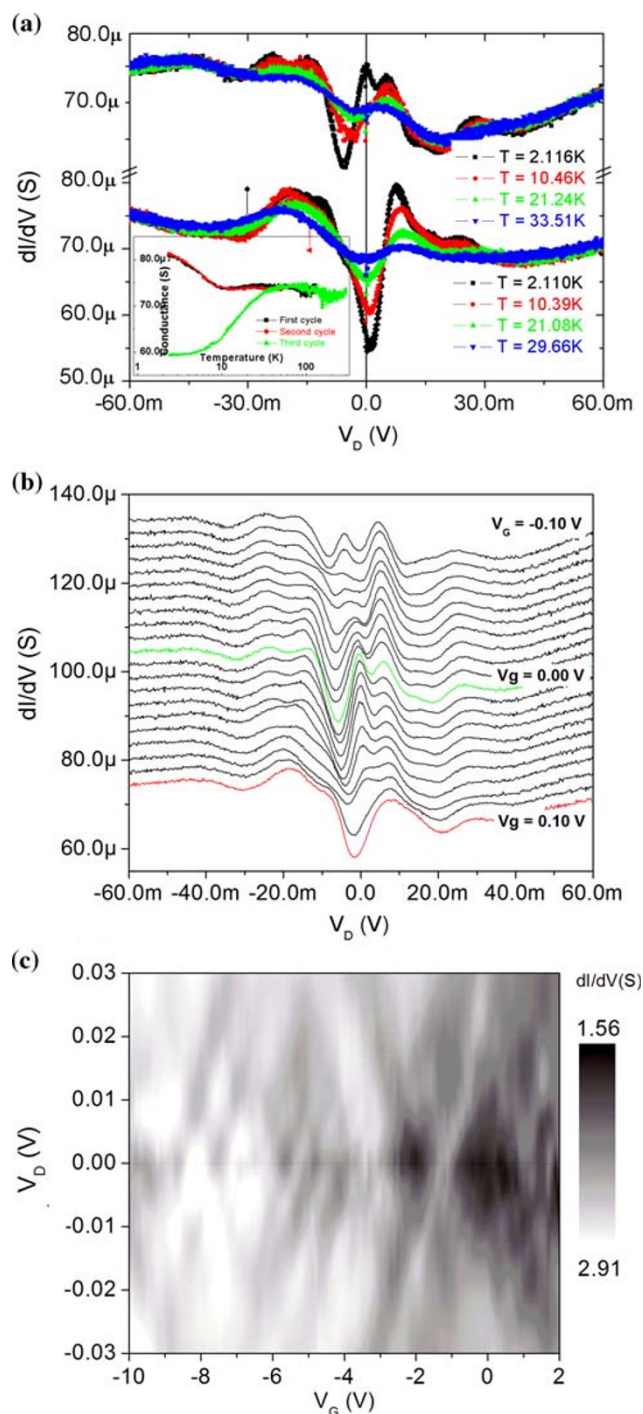 (a)
80.0μ
70.0μ
T = 2.116K
T = 10.46K
T = 21.24K
T = 33.51K
dI/dV (S)
80.0μ
70.0μ
60.0μ
50.0μ
T = 2.110K
T = 10.39K
T = 21.08K
T = 29.66K
80.0μ
70.0μ
60.0μ
Conductance (S)
First cycle
Second cycle
Third cycle
Temperature (K)
1 10 100
-60.0m -30.0m 0.0 30.0m 60.0m
V_D (V)
(b)
140.0μ
120.0μ
100.0μ
80.0μ
60.0μ
dI/dV (S)
V_G = -0.10 V
Vg = 0.00 V
Vg = 0.10 V
-60.0m -40.0m -20.0m 0.0 20.0m 40.0m 60.0m
V_D (V)
(c)
0.03
0.02
0.01
0.00
-0.01
-0.02
-0.03
V_D (V)
-10 -8 -6 -4 -2 0 2
V_G (V)
dI/dV(S)
1.56
2.91